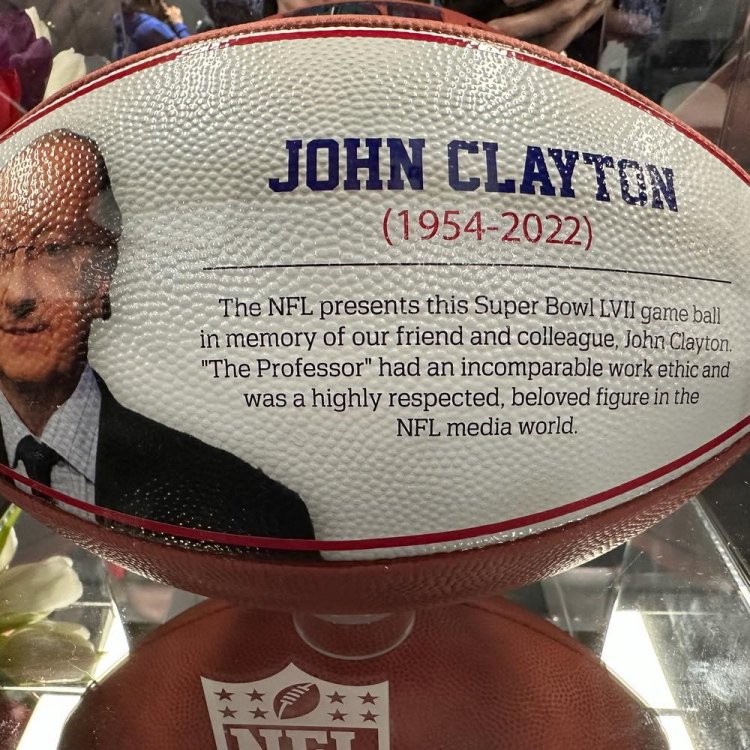 JOHN CLAYTON
(1954-2022)
The NFL presents this Super Bowl LVII game ball
in memory of our friend and colleague, John Clayton.
"The Professor" had an incomparable work ethic and
was a highly respected, beloved figure in the
NFL media world.
NFL